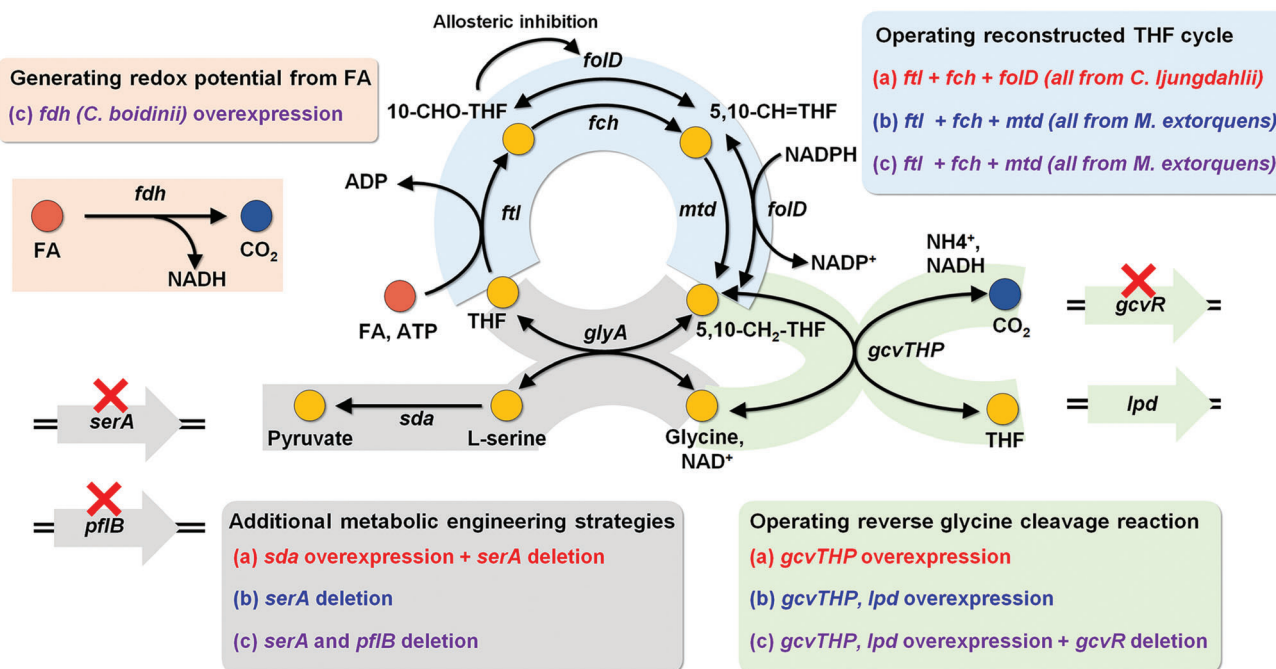 Allosteric inhibition
Generating redox potential from FA
(c) fdh (C. boidinii) overexpression
fdh
FA
CO2
NADH
folD
10-CHO-THF
5,10-CH=THF
fch
NADPH
ADP
ftl
mtd
folD
NADP+
FA, ATP
THF
5,10-CH2-THF
glyA
NH4+,
NADH
CO2
gcvTHP
THF
Pyruvate
sda
L-serine
Glycine,
NAD+
Operating reconstructed THF cycle
(a) ftl + fch + folD (all from C. ljungdahlii)
(b) ftl + fch + mtd (all from M. extorquens)
(c) ftl + fch + mtd (all from M. extorquens)
gcvR
lpd
serA
pflB
Additional metabolic engineering strategies
(a) sda overexpression + serA deletion
(b) serA deletion
(c) serA and pflB deletion
Operating reverse glycine cleavage reaction
(a) gcvTHP overexpression
(b) gcvTHP, lpd overexpression
(c) gcvTHP, lpd overexpression + gcvR deletion